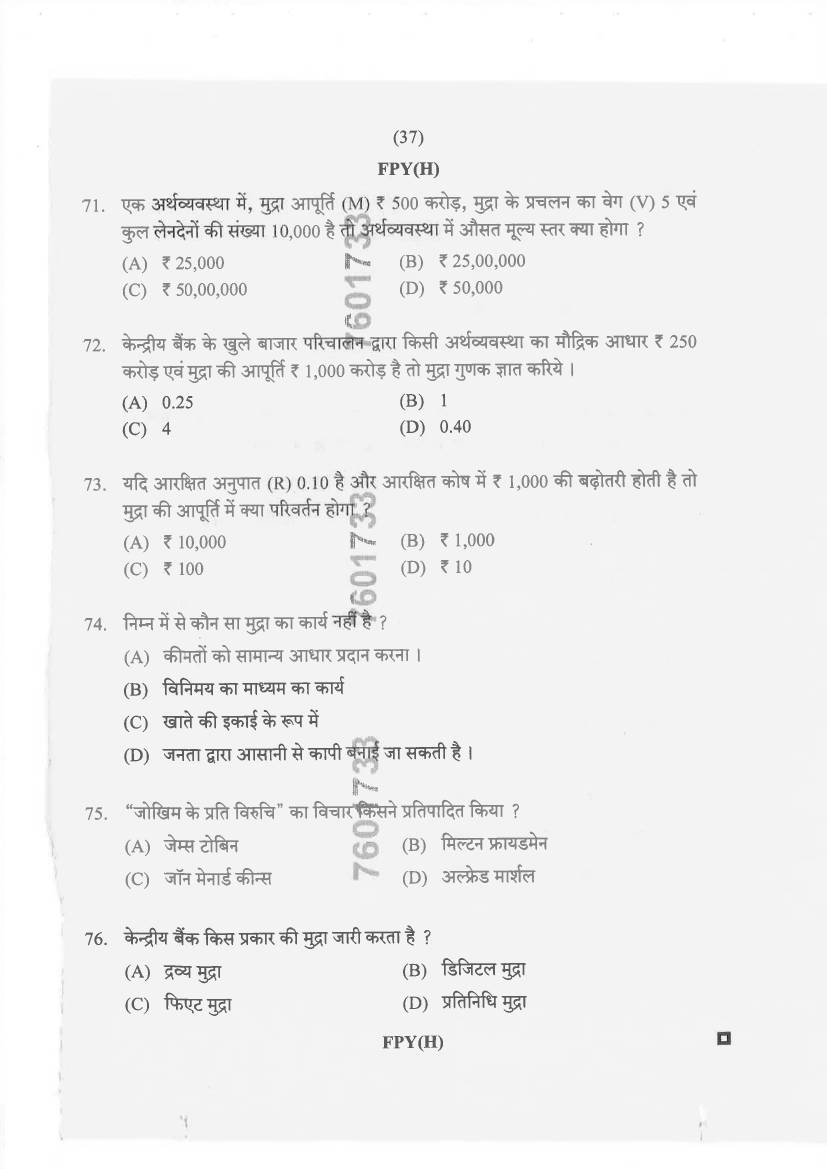 (37)
FPY(H)
71. एक अर्थव्यवस्था में, मुद्रा आपूर्ति (M) ₹ 500 करोड़, मुद्रा के प्रचलन का वेग (V) 5 एवं
कुल लेनदेनों की संख्या 10,000 है तो अर्थव्यवस्था में औसत मूल्य स्तर क्या होगा ?
(A) ₹ 25,000 (B) ₹ 25,00,000
(C) ₹ 50,00,000 (D) ₹ 50,000
7601733
72. केन्द्रीय बैंक के खुले बाजार परिचालन द्वारा किसी अर्थव्यवस्था का मौद्रिक आधार ₹ 250
करोड़ एवं मुद्रा की आपूर्ति ₹ 1,000 करोड़ है तो मुद्रा गुणक ज्ञात करिये ।
(A) 0.25 (B) 1
(C) 4 (D) 0.40
73. यदि आरक्षित अनुपात (R) 0.10 है और आरक्षित कोष में ₹ 1,000 की बढ़ोतरी होती है तो
मुद्रा की आपूर्ति में क्या परिवर्तन होगा ?
(A) ₹ 10,000 (B) ₹ 1,000
(C) ₹ 100 (D) ₹ 10
7601733
74. निम्न में से कौन सा मुद्रा का कार्य नहीं है ?
(A) कीमतों को सामान्य आधार प्रदान करना ।
(B) विनिमय का माध्यम का कार्य
(C) खाते की इकाई के रूप में
(D) जनता द्वारा आसानी से कापी बनाई जा सकती है ।
7601733
75. “जोखिम के प्रति विरुचि” का विचार किसने प्रतिपादित किया ?
(A) जेम्स टोबिन (B) मिल्टन फ्रायडमेन
(C) जॉन मेनार्ड कीन्स (D) अल्फ्रेड मार्शल
76. केन्द्रीय बैंक किस प्रकार की मुद्रा जारी करता है ?
(A) द्रव्य मुद्रा (B) डिजिटल मुद्रा
(C) फिएट मुद्रा (D) प्रतिनिधि मुद्रा
FPY(H)